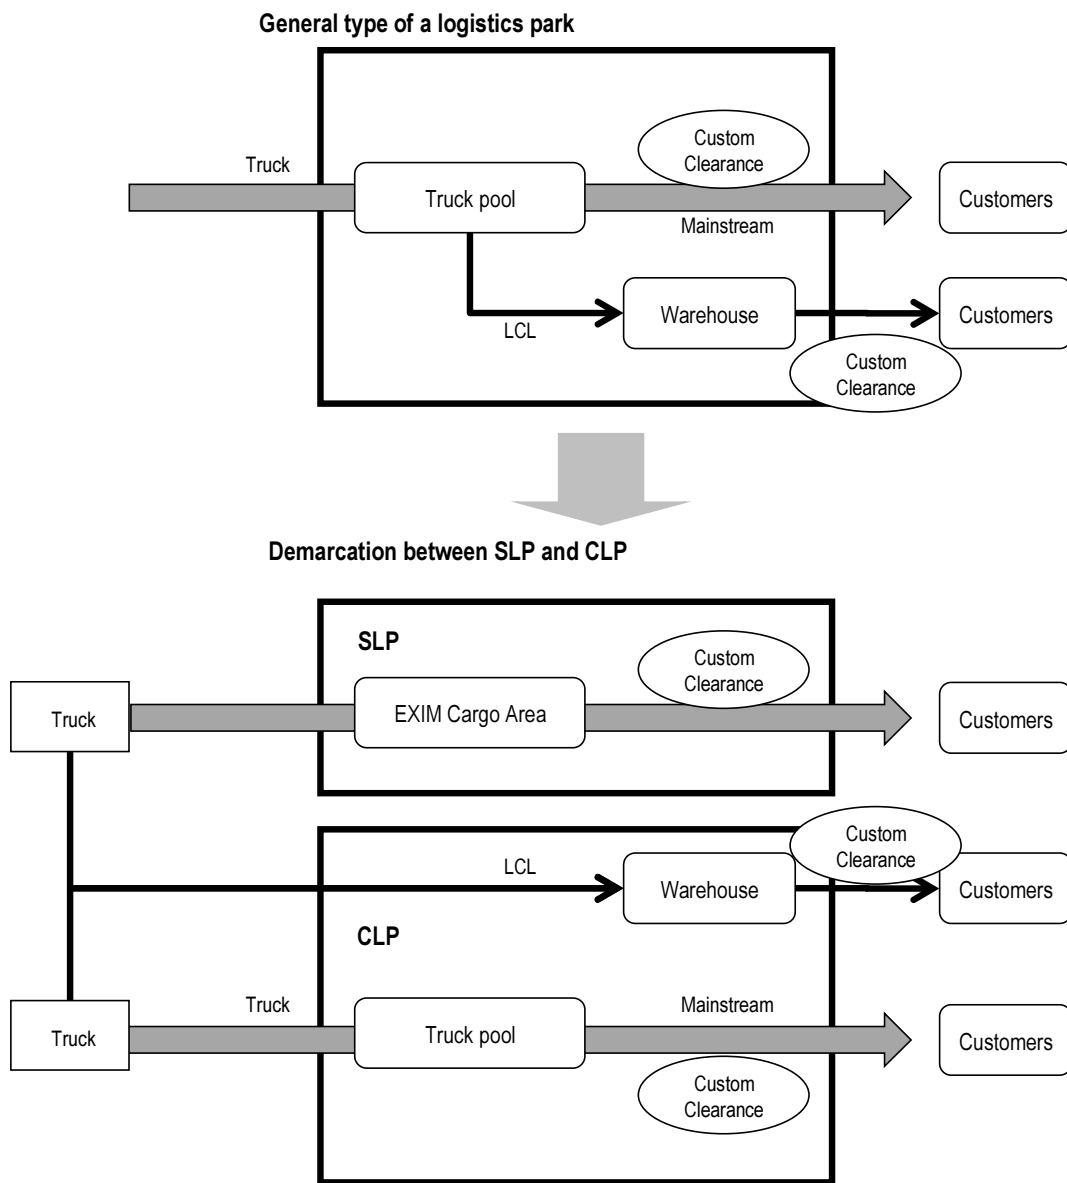 General type of a logistics park
Custom
Clearance
Truck
Truck pool
Customers
Mainstream
Warehouse
Customers
LCL
Custom
Clearance
Demarcation between SLP and CLP
SLP
Custom
Clearance
Truck
EXIM Cargo Area
Customers
Custom
Clearance
LCL
Warehouse
Customers
CLP
Truck
Mainstream
Truck
Truck pool
Customers
Custom
Clearance